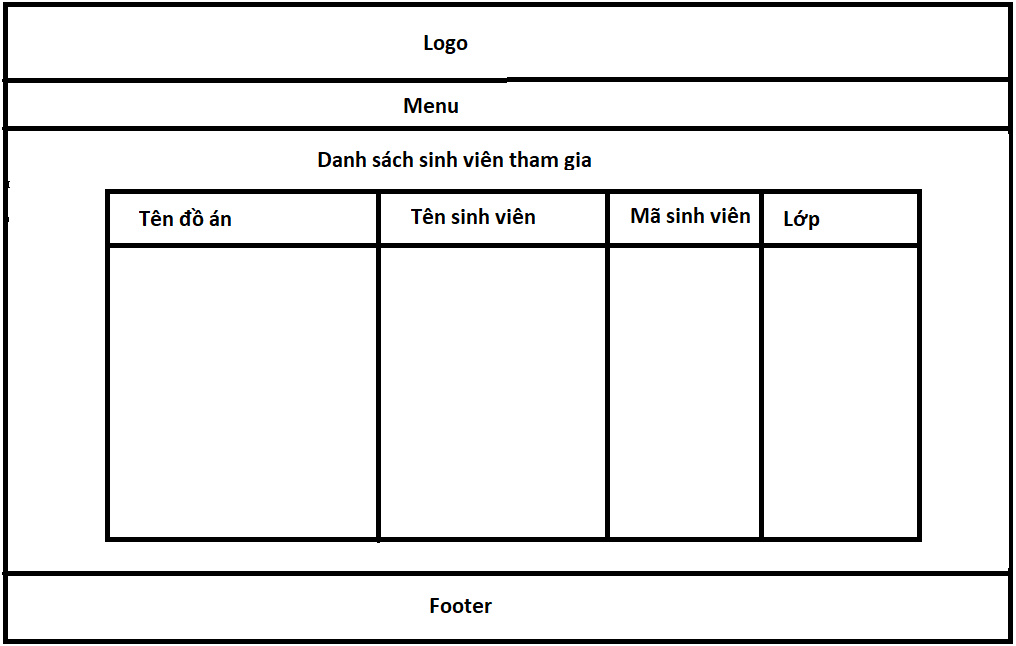 Logo
Menu
Danh sách sinh viên tham gia
Tên đồ án
Tên sinh viên
Mã sinh viên
Lớp
Footer